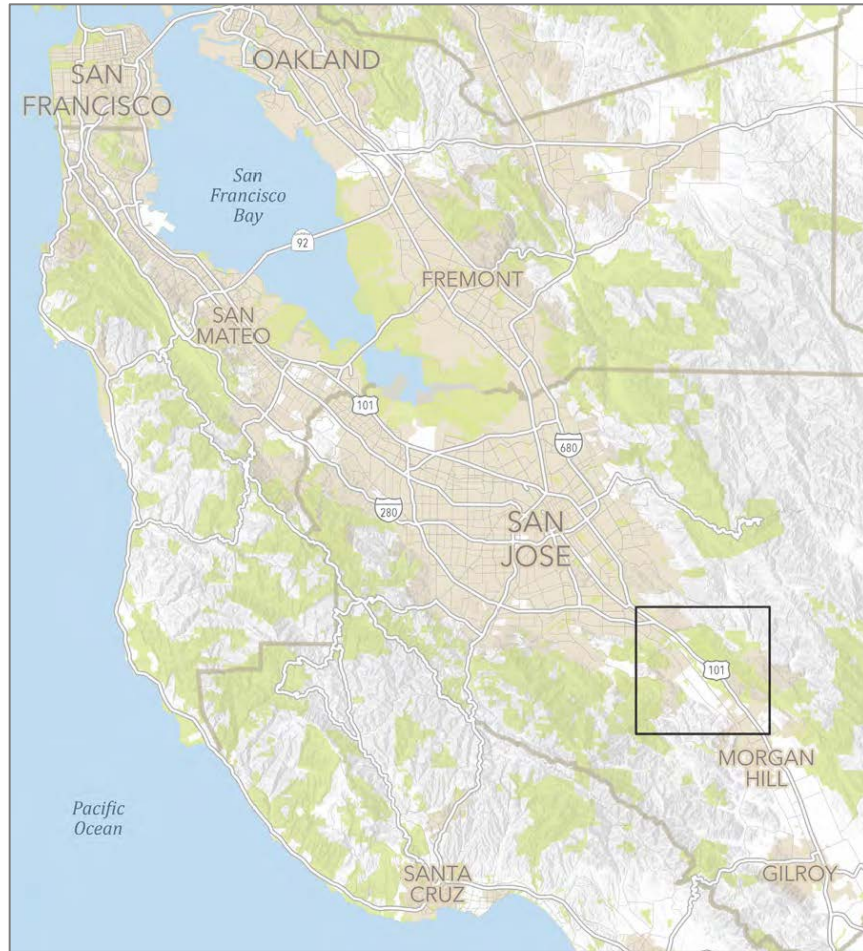 OAKLAND
SAN
FRANCISCO
San
Francisco
Bay
92
FREMONT
SAN
MATEO
101
680
280
SAN
JOSE
101
MORGAN
HILL
Pacific
Ocean
SANTA
CRUZ
GILROY